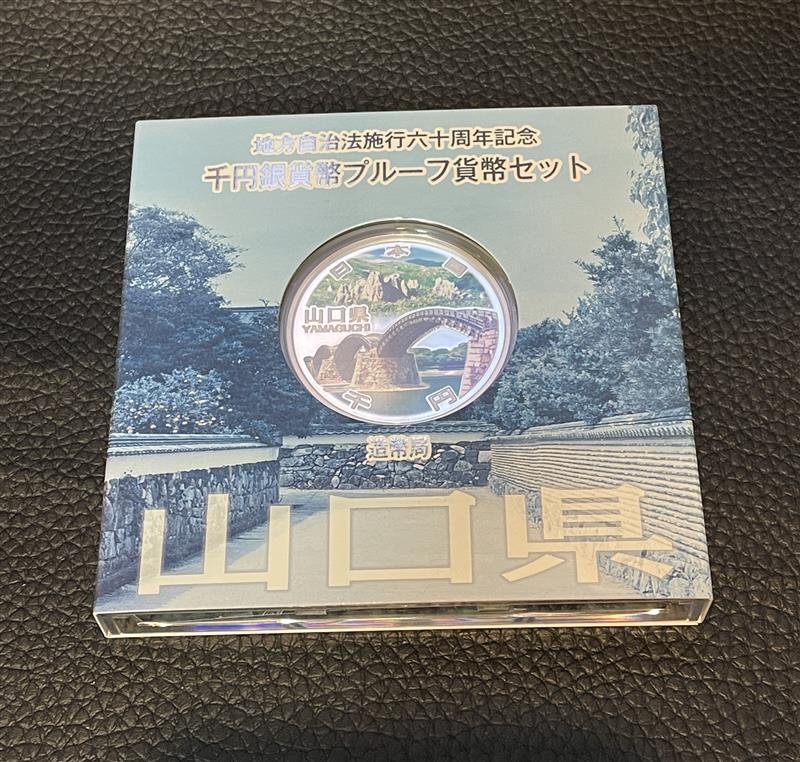 地方自治法施行六十周年記念
千円銀貨幣プルーフ貨幣セット
日本国
山口県
YAMAGUCHI
千円
造幣局
山口県